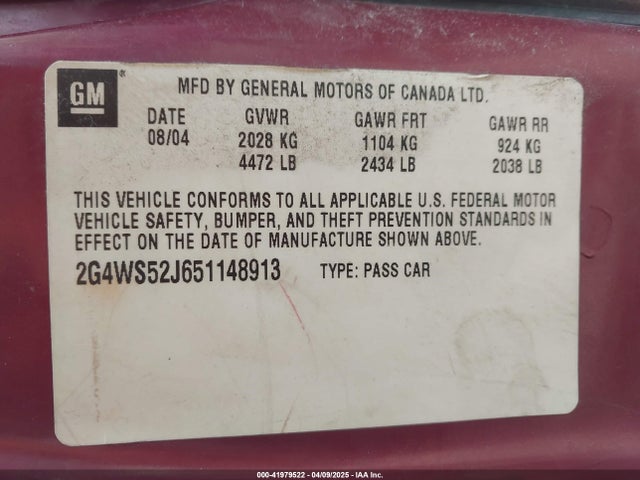 GM
MFD BY GENERAL MOTORS OF CANADA LTD.
DATE GVWR GAWR FRT GAWR RR
08/04 2028 KG 1104 KG 924 KG
4472 LB 2434 LB 2038 LB
THIS VEHICLE CONFORMS TO ALL APPLICABLE U.S. FEDERAL MOTOR
VEHICLE SAFETY, BUMPER, AND THEFT PREVENTION STANDARDS IN
EFFECT ON THE DATE OF MANUFACTURE SHOWN ABOVE.
2G4WS52J651148913 TYPE: PASS CAR
000-41979522 - 04/09/2025 - IAA Inc.